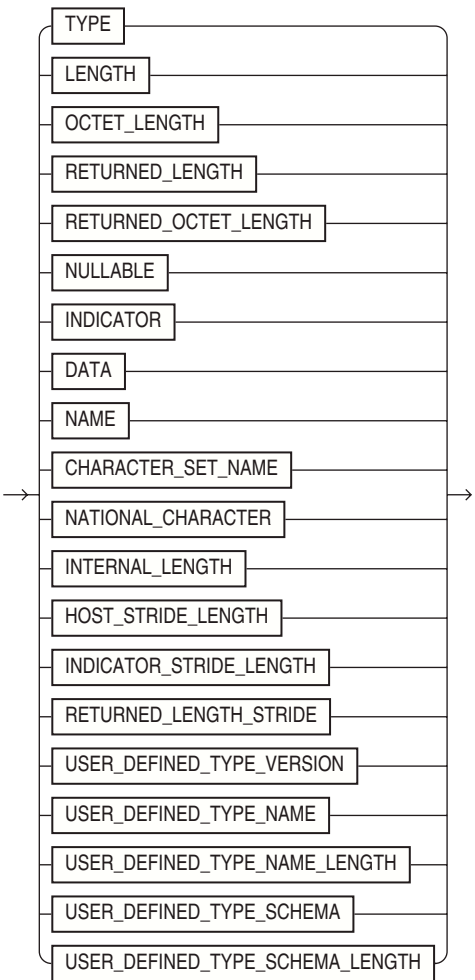 TYPE
LENGTH
OCTET_LENGTH
RETURNED_LENGTH
RETURNED_OCTET_LENGTH
NULLABLE
INDICATOR
DATA
NAME
CHARACTER_SET_NAME
NATIONAL_CHARACTER
INTERNAL_LENGTH
HOST_STRIDE_LENGTH
INDICATOR_STRIDE_LENGTH
RETURNED_LENGTH_STRIDE
USER_DEFINED_TYPE_VERSION
USER_DEFINED_TYPE_NAME
USER_DEFINED_TYPE_NAME_LENGTH
USER_DEFINED_TYPE_SCHEMA
USER_DEFINED_TYPE_SCHEMA_LENGTH